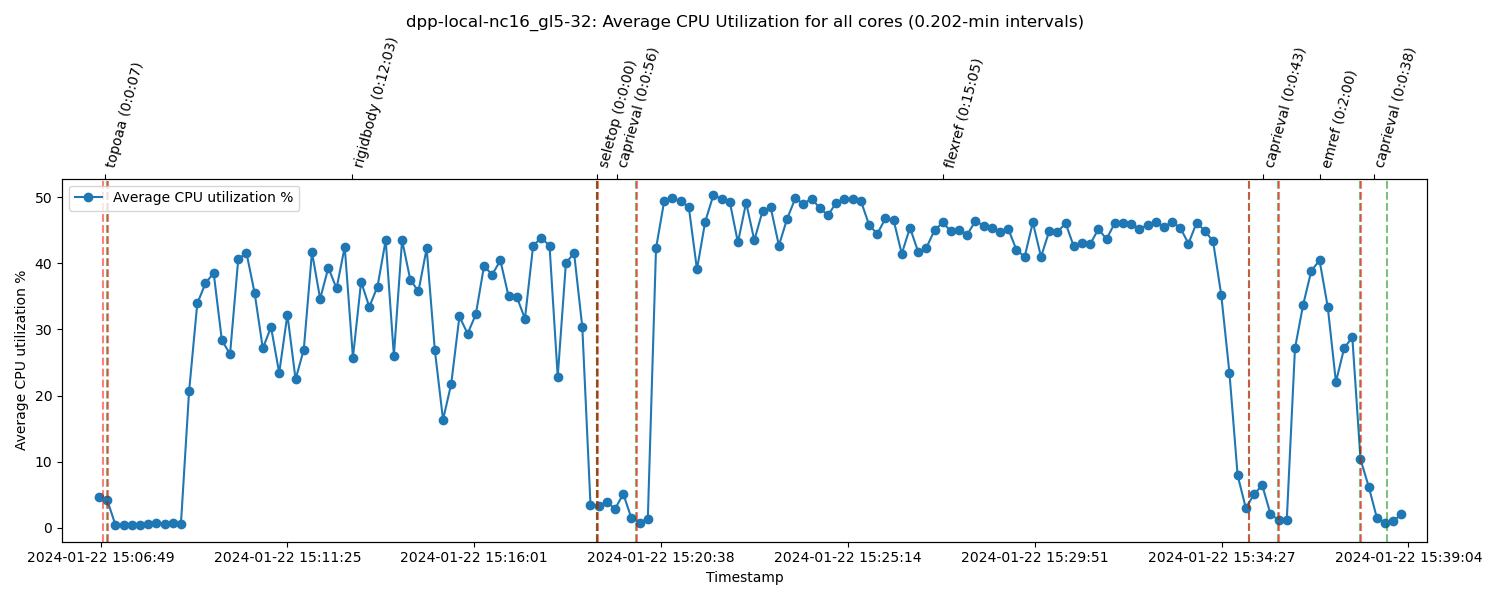 dpp-local-nc16_gl5-32: Average CPU Utilization for all cores (0.202-min intervals)
topoaa (0:0:07)
rigidbody (0:12:03)
seletop (0:0:00)
caprieval (0:0:56)
flexref (0:15:05)
caprieval (0:0:43)
emref (0:2:00)
caprieval (0:0:38)
Average CPU utilization %
50
40
30
20
10
0
Average CPU utilization %
2024-01-22 15:06:49
2024-01-22 15:11:25
2024-01-22 15:16:01
2024-01-22 15:20:38
2024-01-22 15:25:14
2024-01-22 15:29:51
2024-01-22 15:34:27
2024-01-22 15:39:04
Timestamp